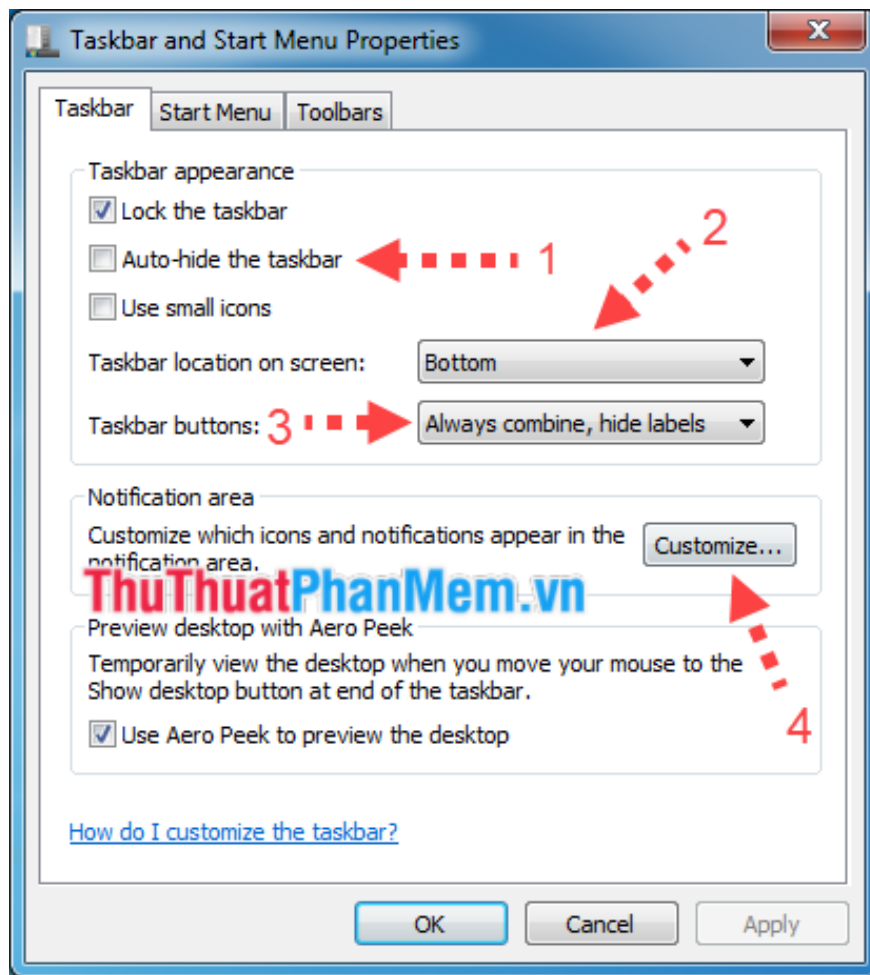 Taskbar and Start Menu Properties
Taskbar
Start Menu
Toolbars
Taskbar appearance
Lock the taskbar
Auto-hide the taskbar
1
2
Use small icons
Taskbar location on screen:
Bottom
Taskbar buttons:
3
Always combine, hide labels
Notification area
Customize which icons and notifications appear in the
notification area.
Customize...
ThuThuatPhanMem.vn
Preview desktop with Aero Peek
Temporarily view the desktop when you move your mouse to the
Show desktop button at end of the taskbar.
4
Use Aero Peek to preview the desktop
How do I customize the taskbar?
OK
Cancel
Apply